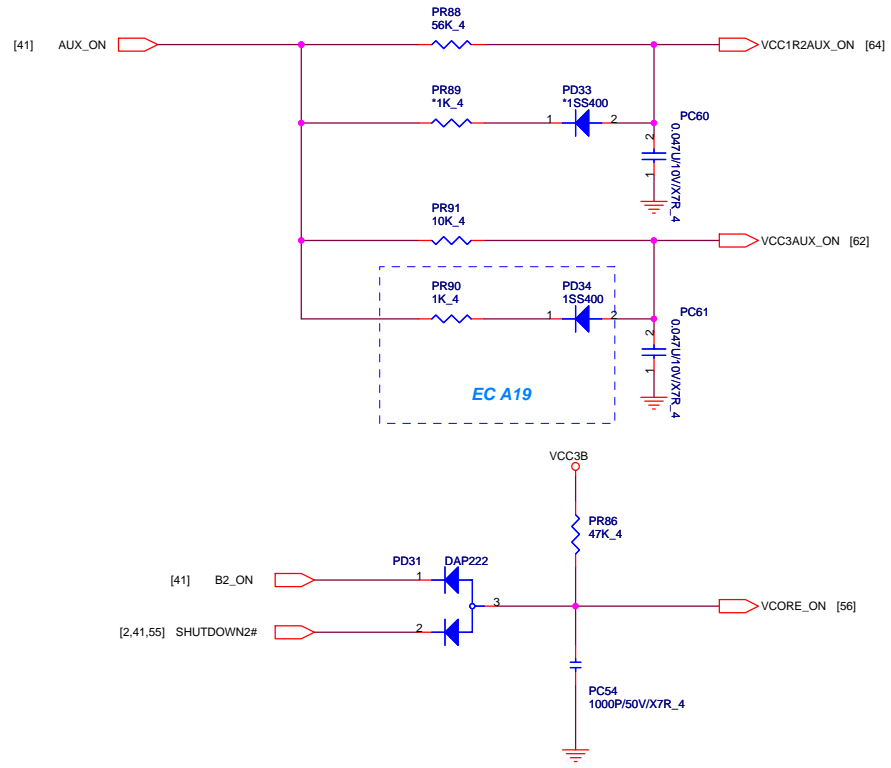 PR88
56K_4
[41] AUX_ON
VCC1R2AUX_ON [64]
PR89
*1K_4
PD33
*1SS400
1
2
PC60
0.047U/10V/X7R_4
2
1
PR91
10K_4
VCC3AUX_ON [62]
PR90
1K_4
PD34
1SS400
1
2
PC61
0.047U/10V/X7R_4
2
1
EC A19
VCC3B
PR86
47K_4
PD31
DAP222
[41] B2_ON
1
3
VCORE_ON [56]
[2,41,55] SHUTDOWN2#
2
PC54
1000P/50V/X7R_4